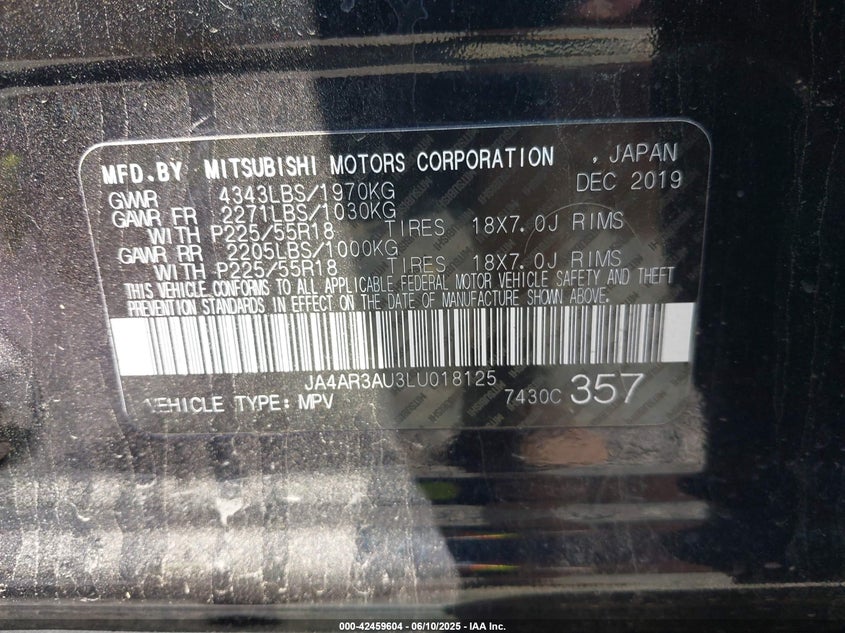 MFD.BY MITSUBISHI MOTORS CORPORATION , JAPAN
GWR 4343LBS/1970KG DEC 2019
GAWR FR 2271LBS/1030KG
WITH P225/55R18 TIRES 18X7.0J RIMS
GAWR RR 2205LBS/1000KG
WITH P225/55R18 TIRES 18X7.0J RIMS
THIS VEHICLE CONFORMS TO ALL APPLICABLE FEDERAL MOTOR VEHICLE SAFETY AND THEFT
PREVENTION STANDARDS IN EFFECT ON THE DATE OF MANUFACTURE SHOWN ABOVE.
JA4AR3AU3LU018125
VEHICLE TYPE: MPV 7430C 357
000-42459604 - 06/10/2025 - IAA Inc.